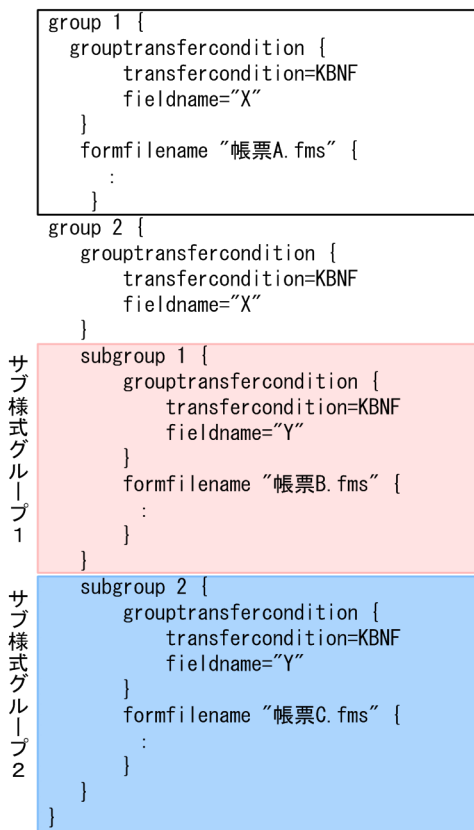 group 1 {
grouptransfercondition {
transfercondition=KBNF
fieldname="X"
}
formfilename "帳票A.fms" {
:
}
group 2 {
grouptransfercondition {
transfercondition=KBNF
fieldname="X"
}
サブ様式グループ1
subgroup 1 {
grouptransfercondition {
transfercondition=KBNF
fieldname="Y"
}
formfilename "帳票B.fms" {
:
}
}
サブ様式グループ2
subgroup 2 {
grouptransfercondition {
transfercondition=KBNF
fieldname="Y"
}
formfilename "帳票C.fms" {
:
}
}
}